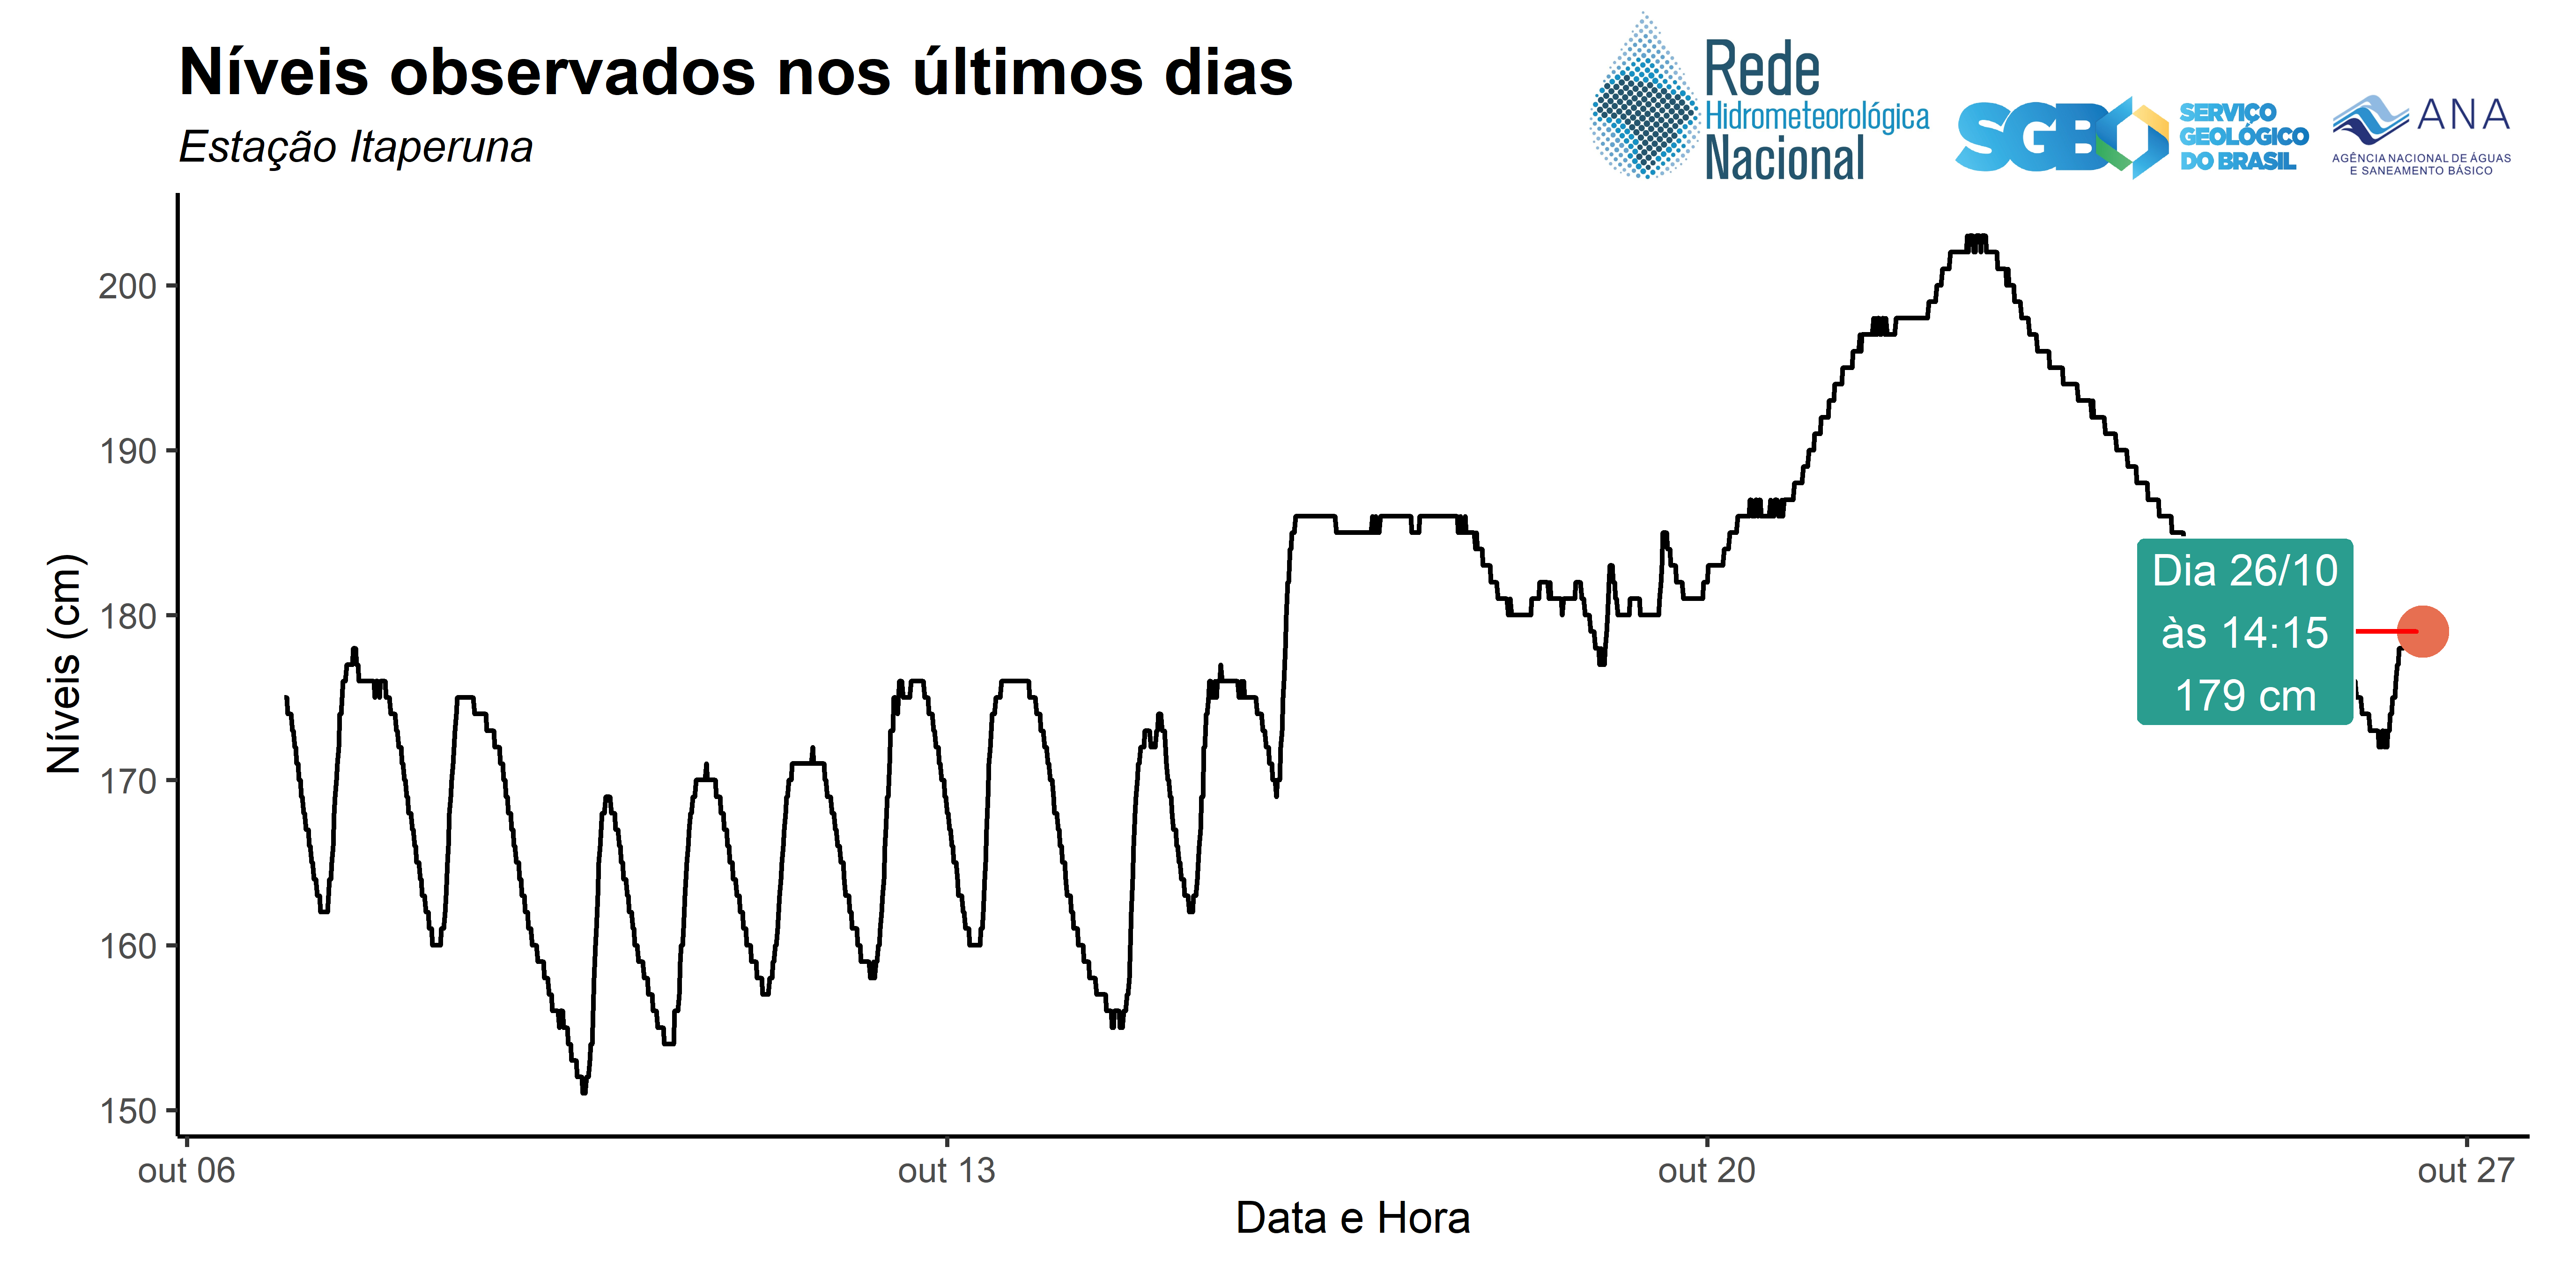 Níveis observados nos últimos dias
Estação Itaperuna
Rede
Hidrometeorológica
Nacional
SGB
SERVIÇO
GEOLÓGICO
DO BRASIL
ANA
AGÊNCIA NACIONAL DE ÁGUAS
E SANEAMENTO BÁSICO
Níveis (cm)
200
190
180
170
160
150
Dia 26/10
às 14:15
179 cm
out 06
out 13
out 20
out 27
Data e Hora